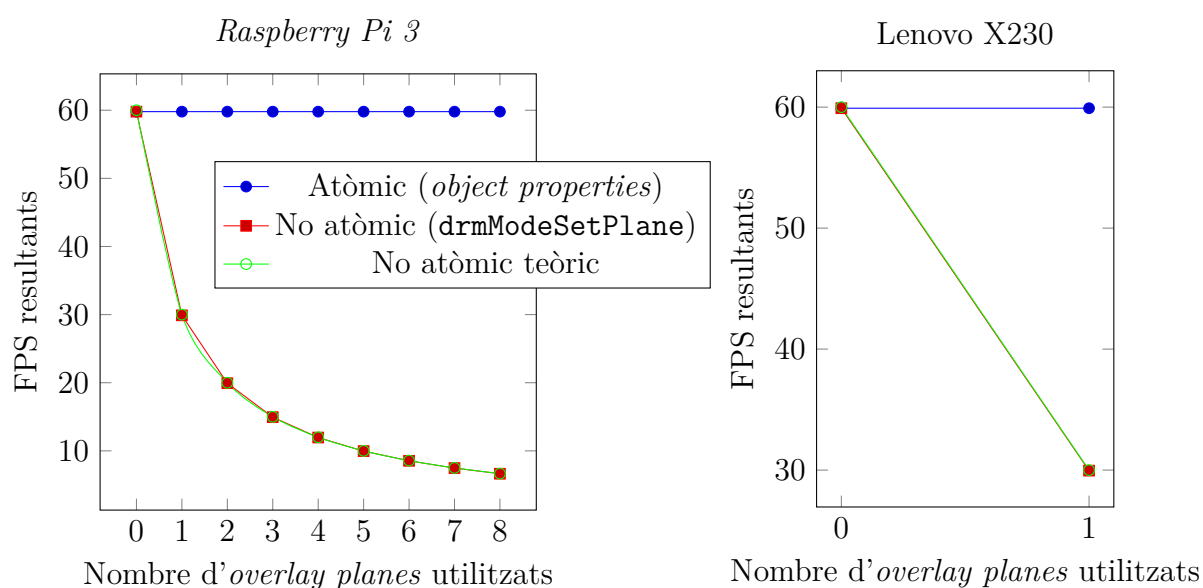 Raspberry Pi 3
60
50
40
30
20
10
FPS resultants
0 1 2 3 4 5 6 7 8
Nombre d'overlay planes utilitzats
Atòmic (object properties)
No atòmic (drmModeSetPlane)
No atòmic teòric
Lenovo X230
60
50
40
30
FPS resultants
0 1
Nombre d'overlay planes utilitzats